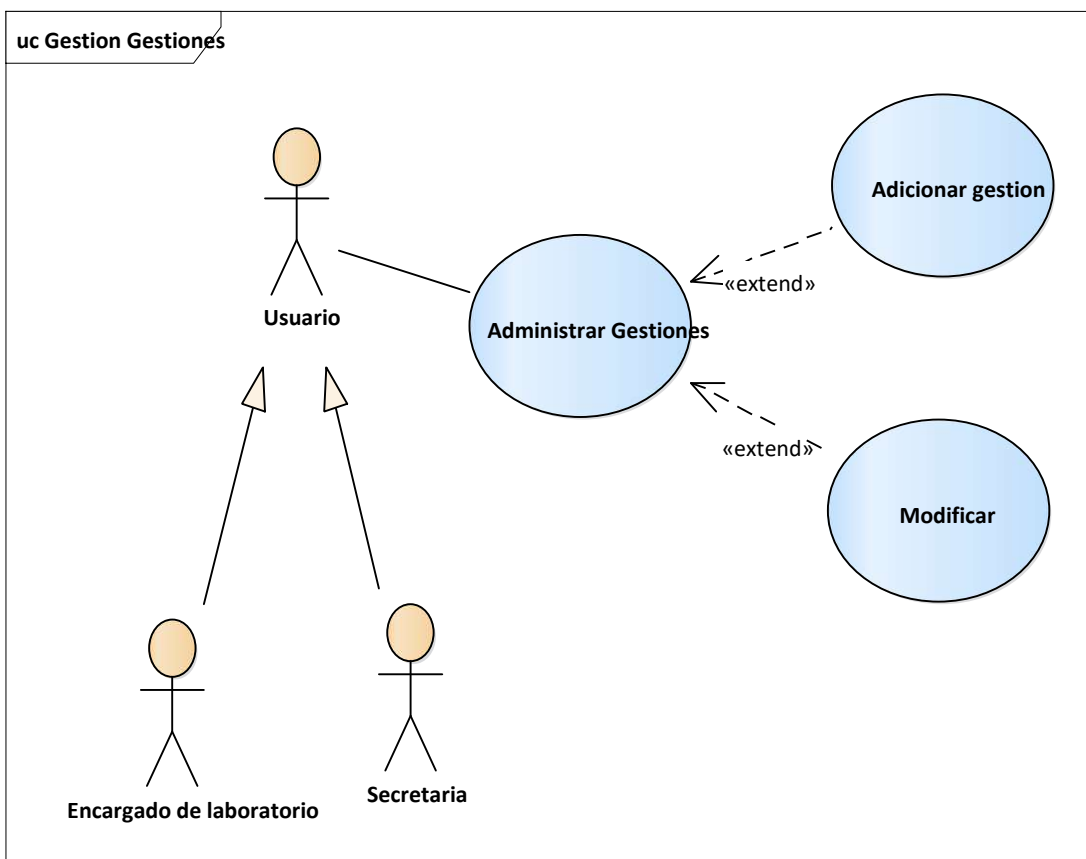 uc Gestion Gestiones
Adicionar gestion
«extend»
Usuario
Administrar Gestiones
«extend»
Modificar
Secretaria
Encargado de laboratorio